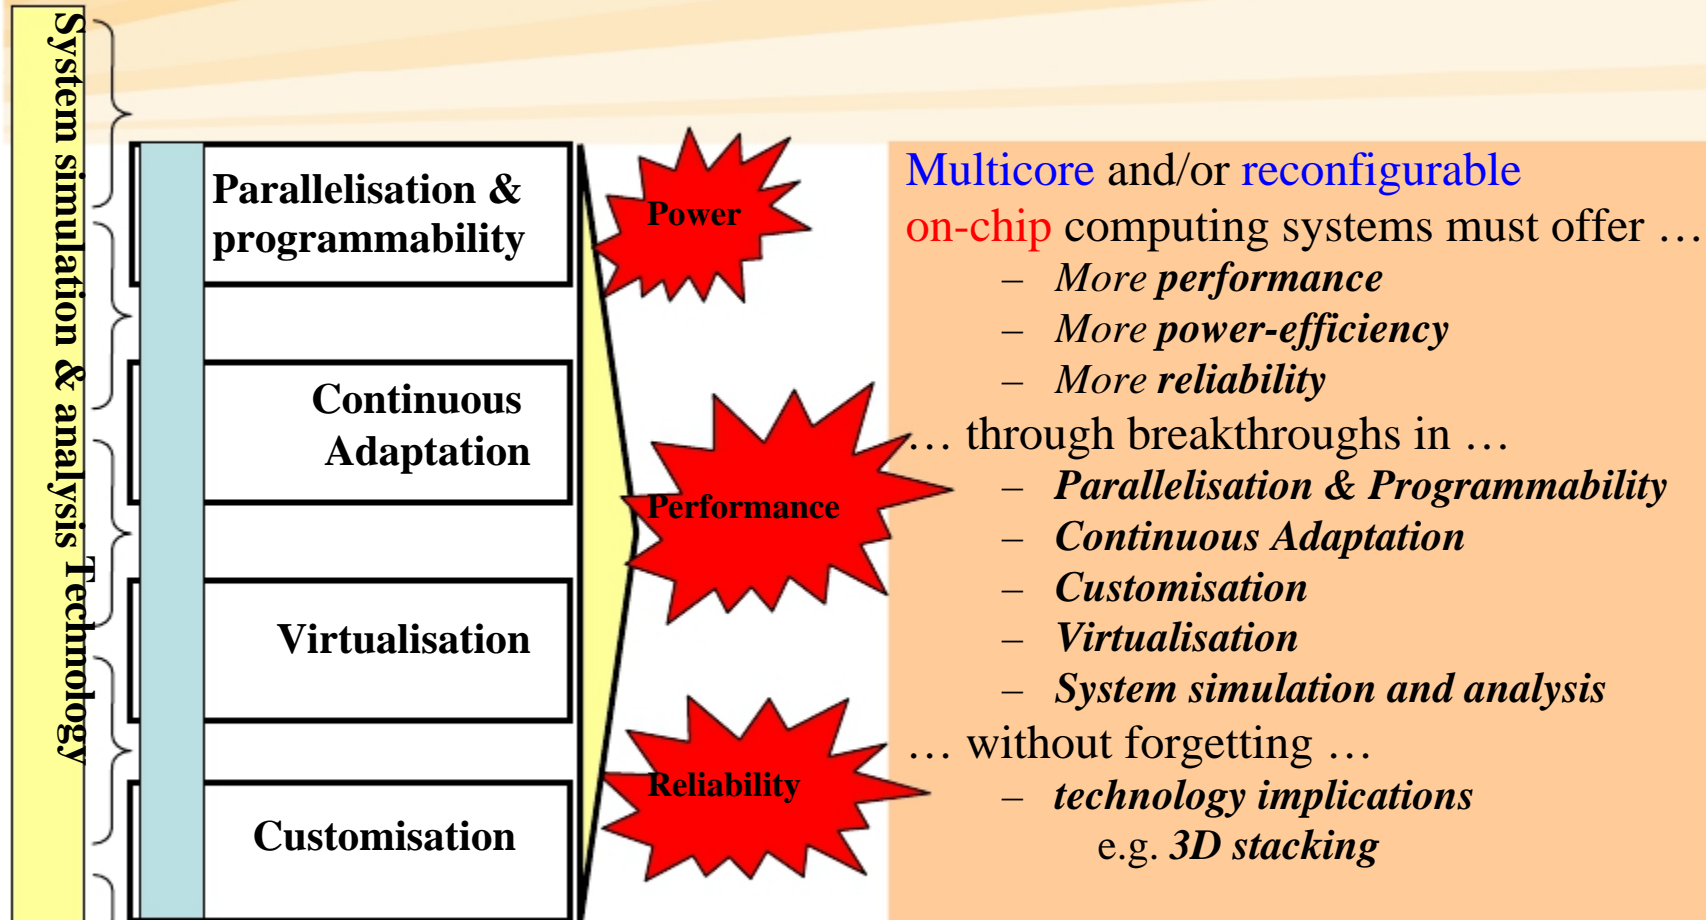 System simulation & analysis Technology
Parallelisation &
programmability
Continuous
Adaptation
Virtualisation
Customisation
Power
Performance
Reliability
Multicore and/or reconfigurable
on-chip computing systems must offer …
– More performance
– More power-efficiency
– More reliability
… through breakthroughs in …
– Parallelisation & Programmability
– Continuous Adaptation
– Customisation
– Virtualisation
– System simulation and analysis
… without forgetting …
– technology implications
e.g. 3D stacking